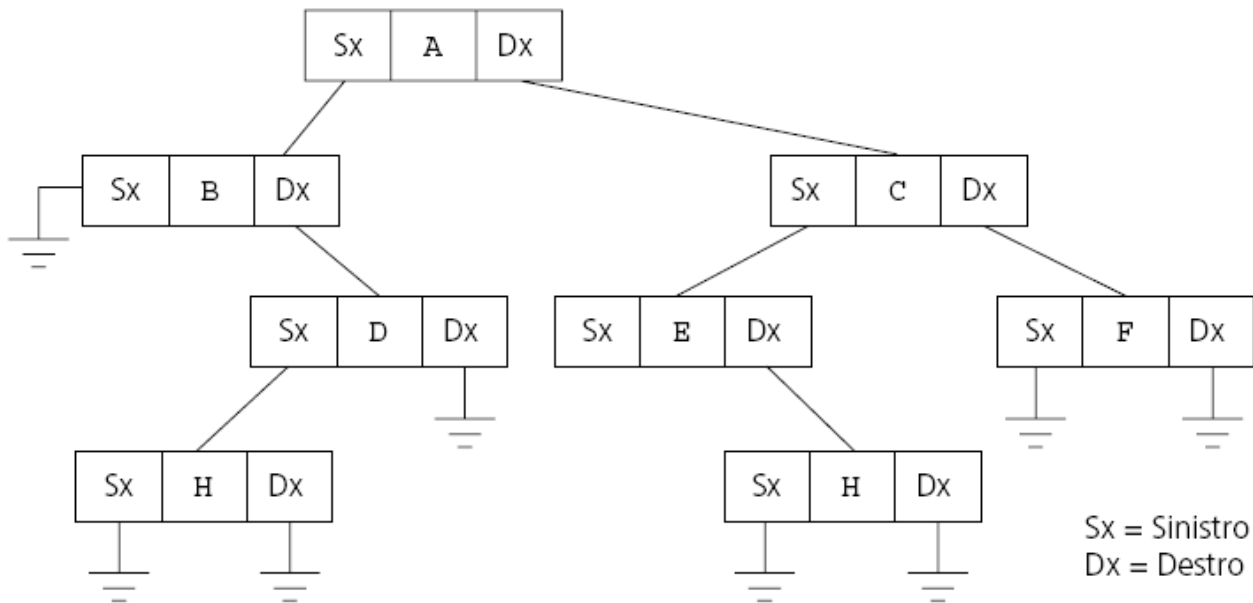 Sx A Dx
Sx B Dx
Sx C Dx
Sx D Dx
Sx E Dx
Sx F Dx
Sx H Dx
Sx H Dx
Sx = Sinistro
Dx = Destro